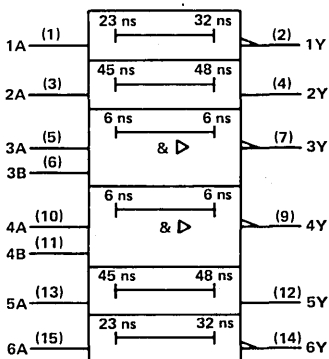 23 ns 32 ns
1A (1) (2) 1Y
45 ns 48 ns
2A (3) (4) 2Y
6 ns 6 ns
3A (5) & ▷ (7) 3Y
3B (6)
6 ns 6 ns
4A (10) & ▷ (9) 4Y
4B (11)
45 ns 48 ns
5A (13) (12) 5Y
23 ns 32 ns
6A (15) (14) 6Y